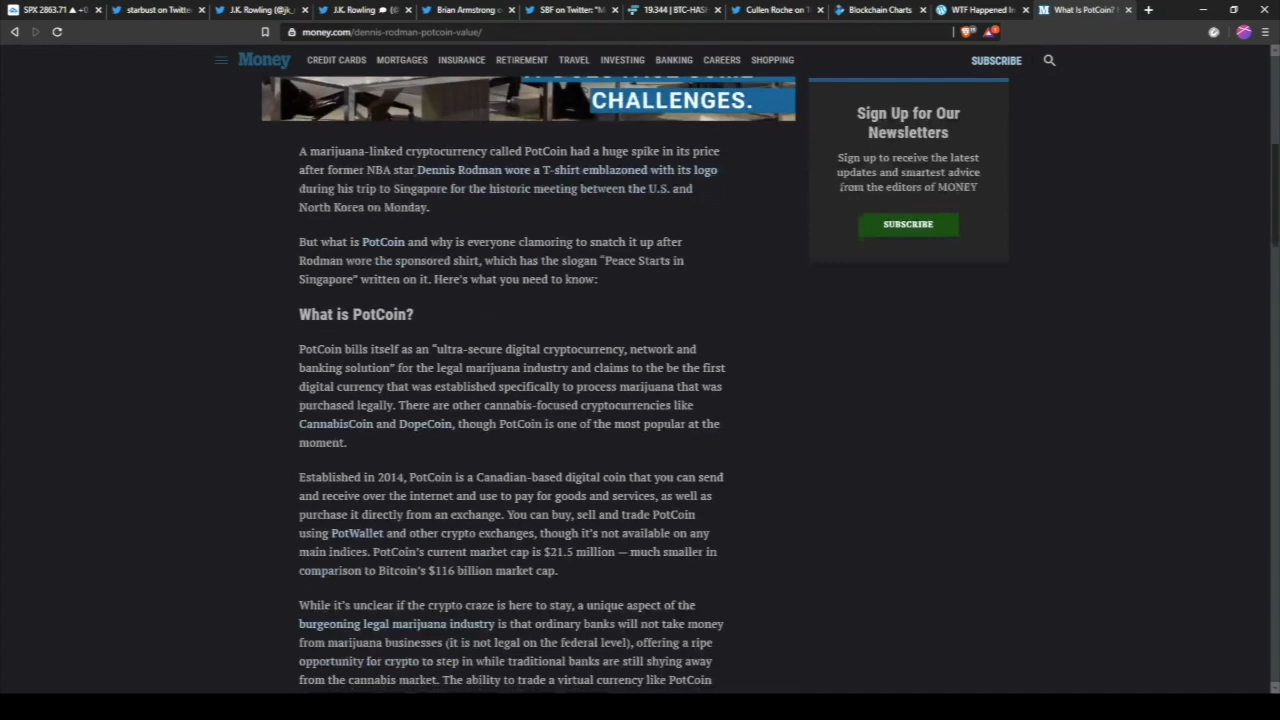 SPX 2863.71 ▲ +0
starbust on Twitte
J.K. Rowling (@jk_
J.K. Rowling
Brian Armstrong o
SBF on Twitter: "
19.344 | BTC-HASH
Cullen Roche on T
Blockchain Charts
WTF Happened In
What Is PotCoin?
money.com/dennis-rodman-potcoin-value/
Money
CREDIT CARDS
MORTGAGES
INSURANCE
RETIREMENT
TRAVEL
INVESTING
BANKING
CAREERS
SHOPPING
SUBSCRIBE
CHALLENGES.
A marijuana-linked cryptocurrency called PotCoin had a huge spike in its price
after former NBA star Dennis Rodman wore a T-shirt emblazoned with its logo
during his trip to Singapore for the historic meeting between the U.S. and
North Korea on Monday.
But what is PotCoin and why is everyone clamoring to snatch it up after
Rodman wore the sponsored shirt, which has the slogan “Peace Starts in
Singapore” written on it. Here’s what you need to know:
What is PotCoin?
PotCoin bills itself as an “ultra-secure digital cryptocurrency, network and
banking solution” for the legal marijuana industry and claims to the be the first
digital currency that was established specifically to process marijuana that was
purchased legally. There are other cannabis-focused cryptocurrencies like
CannabisCoin and DopeCoin, though PotCoin is one of the most popular at the
moment.
Established in 2014, PotCoin is a Canadian-based digital coin that you can send
and receive over the internet and use to pay for goods and services, as well as
purchase it directly from an exchange. You can buy, sell and trade PotCoin
using PotWallet and other crypto exchanges, though it’s not available on any
main indices. PotCoin’s current market cap is $21.5 million — much smaller in
comparison to Bitcoin’s $116 billion market cap.
While it’s unclear if the crypto craze is here to stay, a unique aspect of the
burgeoning legal marijuana industry is that ordinary banks will not take money
from marijuana businesses (it is not legal on the federal level), offering a ripe
opportunity for crypto to step in while traditional banks are still shying away
from the cannabis market. The ability to trade a virtual currency like PotCoin
Sign Up for Our
Newsletters
Sign up to receive the latest
updates and smartest advice
from the editors of MONEY
SUBSCRIBE